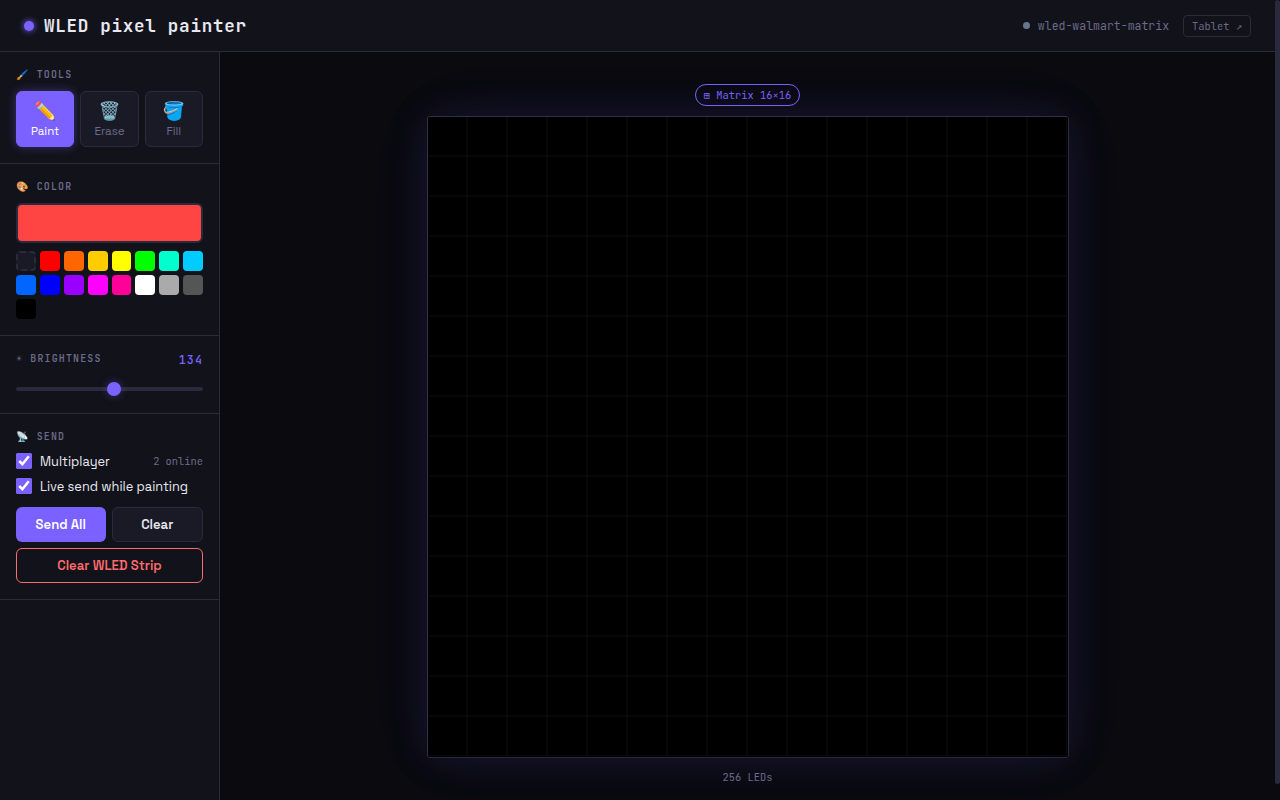 WLED pixel painter
wled-walmart-matrix
Tablet ↗
TOOLS
Paint
Erase
Fill
COLOR
BRIGHTNESS
134
SEND
Multiplayer
2 online
Live send while painting
Send All
Clear
Clear WLED Strip
⊞ Matrix 16×16
256 LEDs